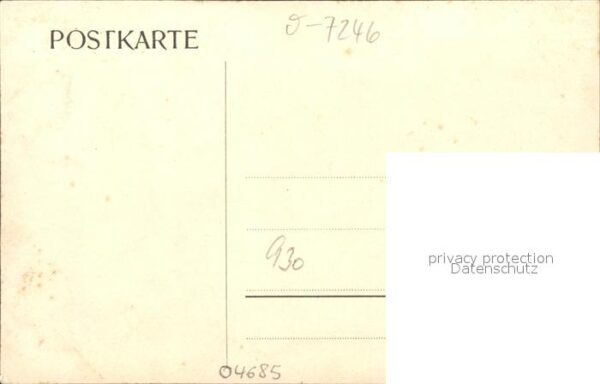 POSTKARTE
D-7246
privacy protection
Datenschutz
930
04685